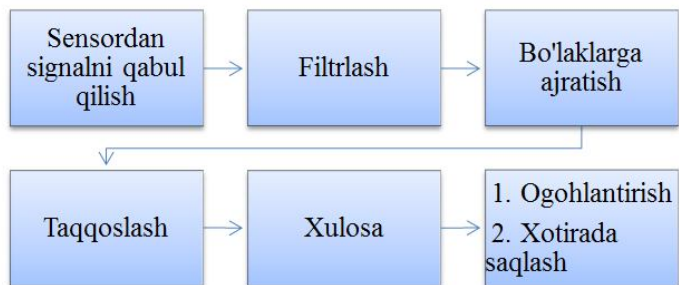 Sensordan
signalni qabul
qilish
Filtrlash
Bo'laklarga
ajratish
Taqqoslash
Xulosa
1. Ogohlantirish
2. Xotirada
saqlash